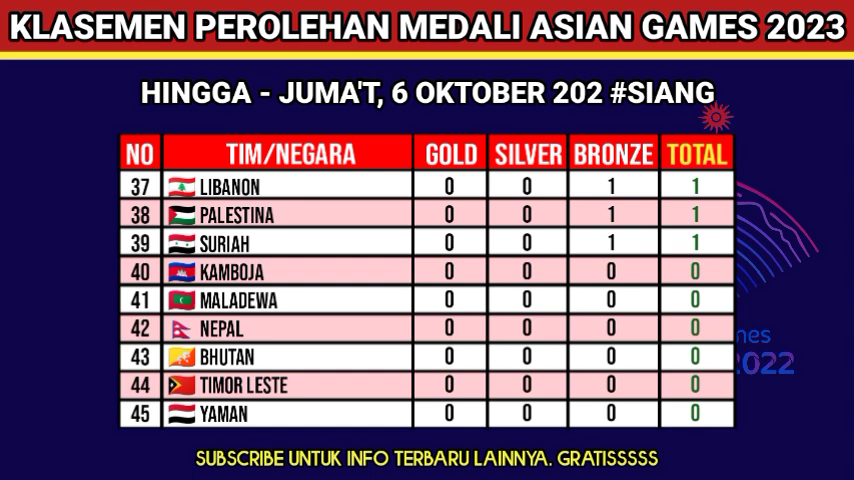 KLASEMEN PEROLEHAN MEDALI ASIAN GAMES 2023
HINGGA - JUMA'T, 6 OKTOBER 202 #SIANG
NO TIM/NEGARA GOLD SILVER BRONZE TOTAL
37 LIBANON 0 0 1 1
38 PALESTINA 0 0 1 1
39 SURIAH 0 0 1 1
40 KAMBOJA 0 0 0 0
41 MALADEWA 0 0 0 0
42 NEPAL 0 0 0 0
43 BHUTAN 0 0 0 0
44 TIMOR LESTE 0 0 0 0
45 YAMAN 0 0 0 0
mes
2022
SUBSCRIBE UNTUK INFO TERBARU LAINNYA. GRATISSSSS